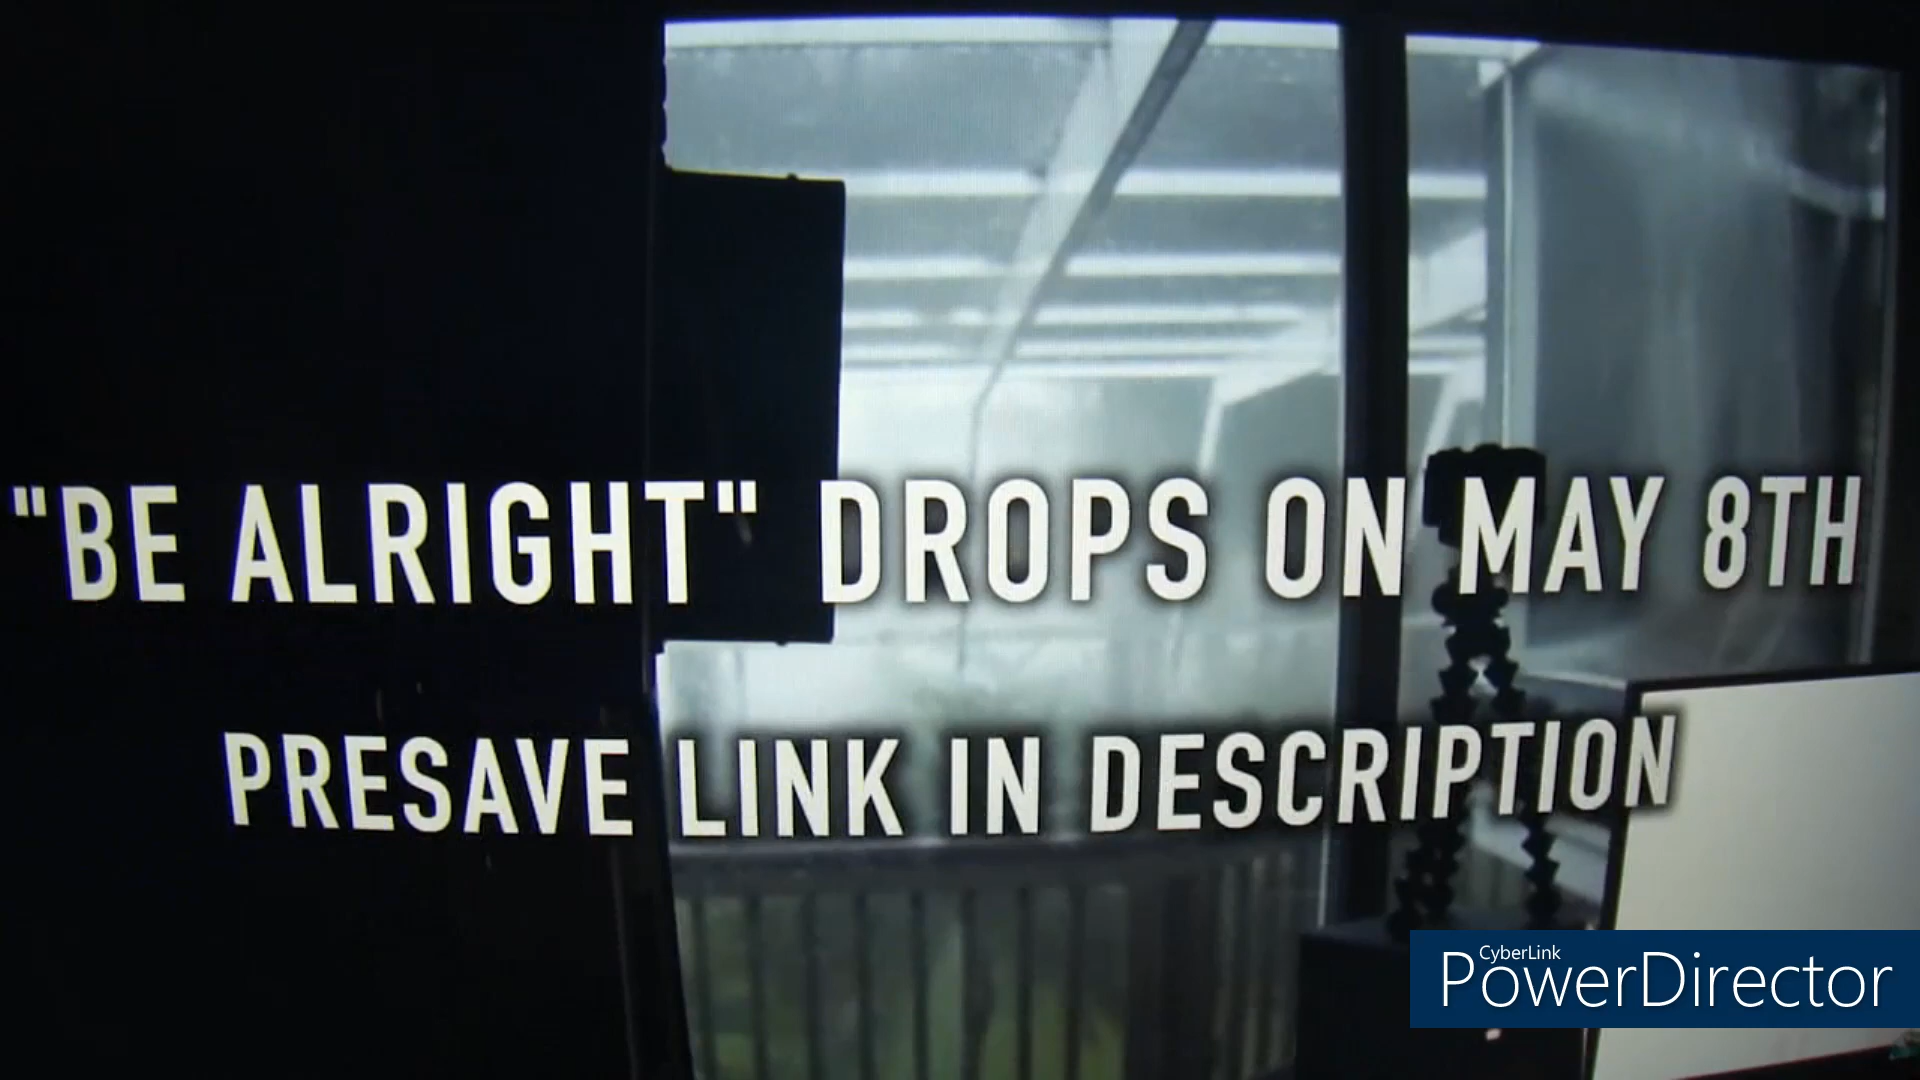 "BE ALRIGHT" DROPS ON MAY 8TH
PRESAVE LINK IN DESCRIPTION
CyberLink
PowerDirector